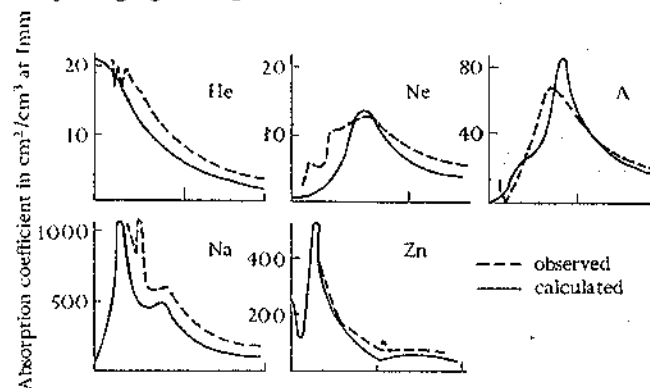 Absorption coefficient in cm²/cm³ at 1mm
20
10
He
20
10
Ne
80
40
A
1000
500
Na
400
200
Zn
observed
calculated